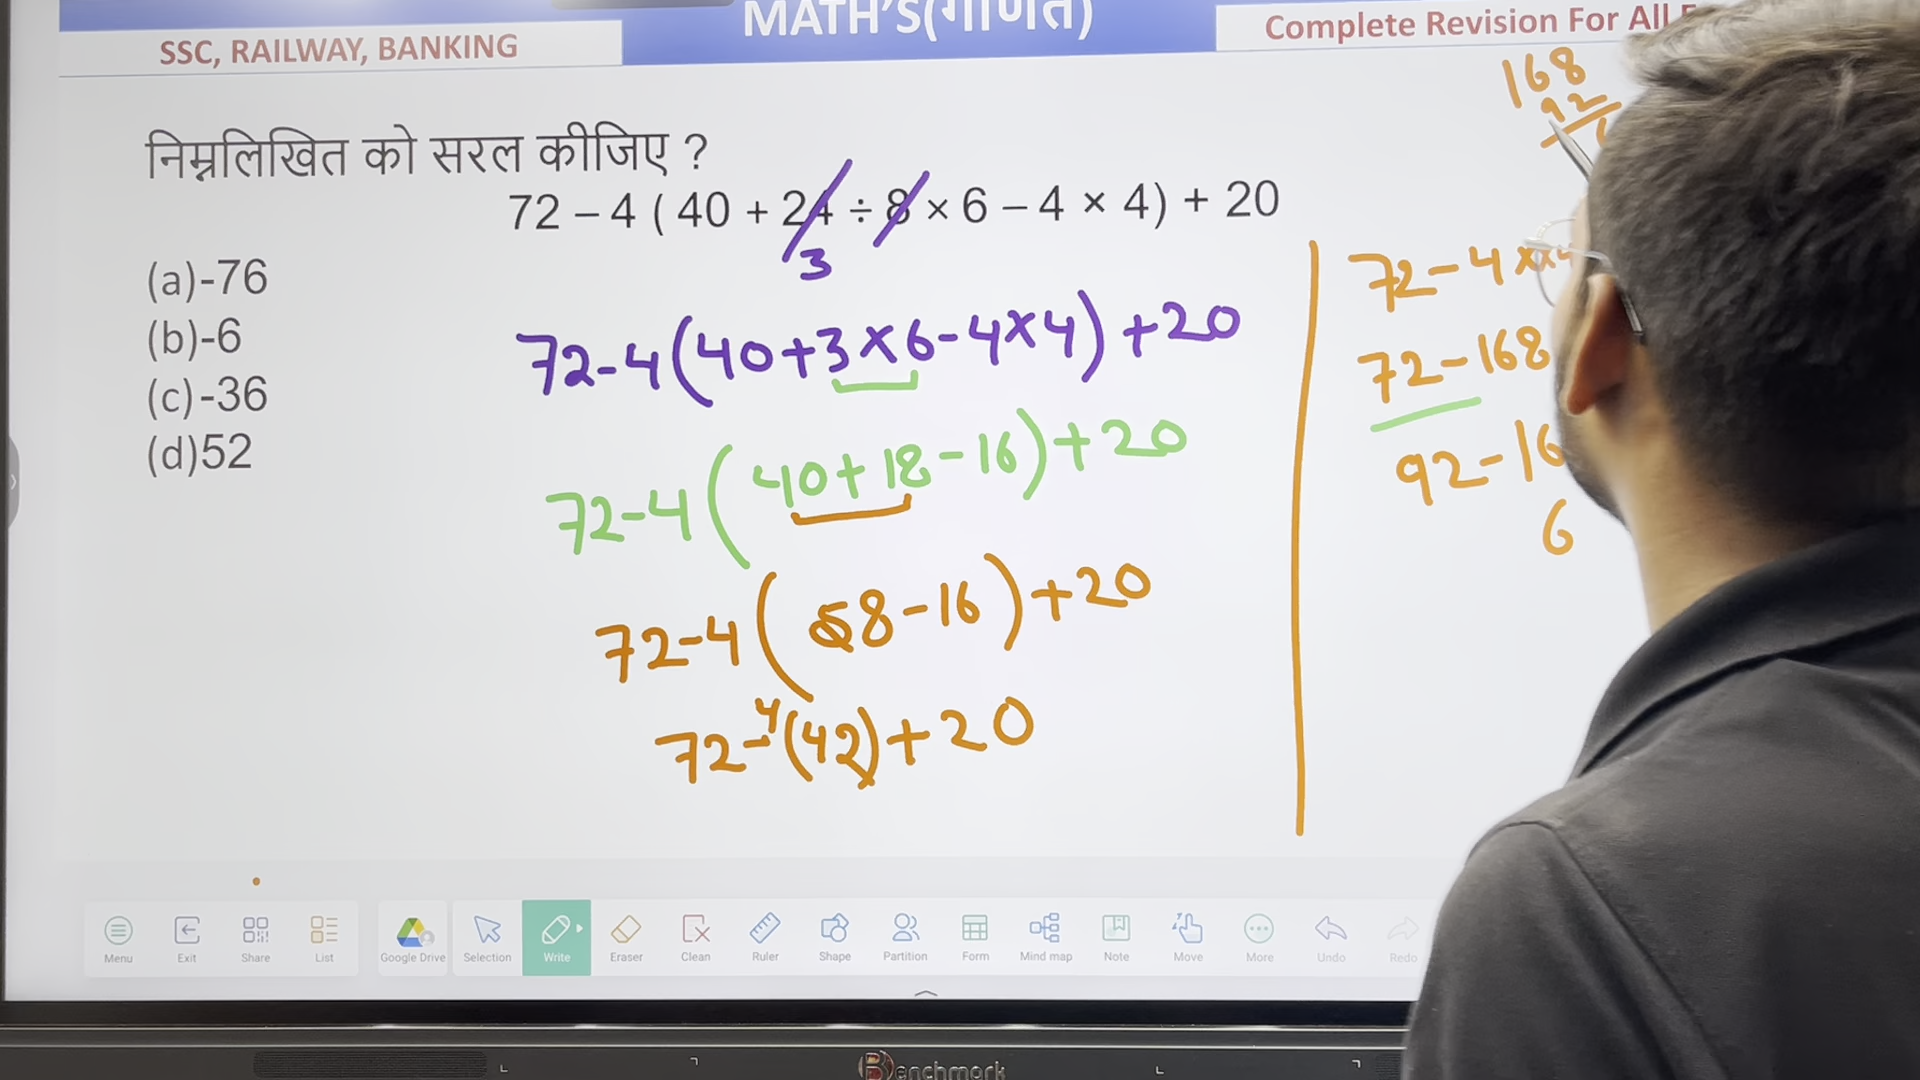 MATH'S(गणित)
SSC, RAILWAY, BANKING
Complete Revision For All
निम्नलिखित को सरल कीजिए ?
72 – 4 ( 40 + 24 ÷ 8 × 6 – 4 × 4) + 20
3
(a)-76
(b)-6
(c)-36
(d)52
72-4(40+3×6-4×4)+20
72-4(40+18-16)+20
72-4(58-16)+20
72-4(42)+20
168
92
72-4×
72-168
92-16
6
Menu
Exit
Share
List
Google Drive
Selection
Write
Eraser
Clean
Ruler
Shape
Partition
Form
Mind map
Note
Move
More
Undo
Redo
Benchmark